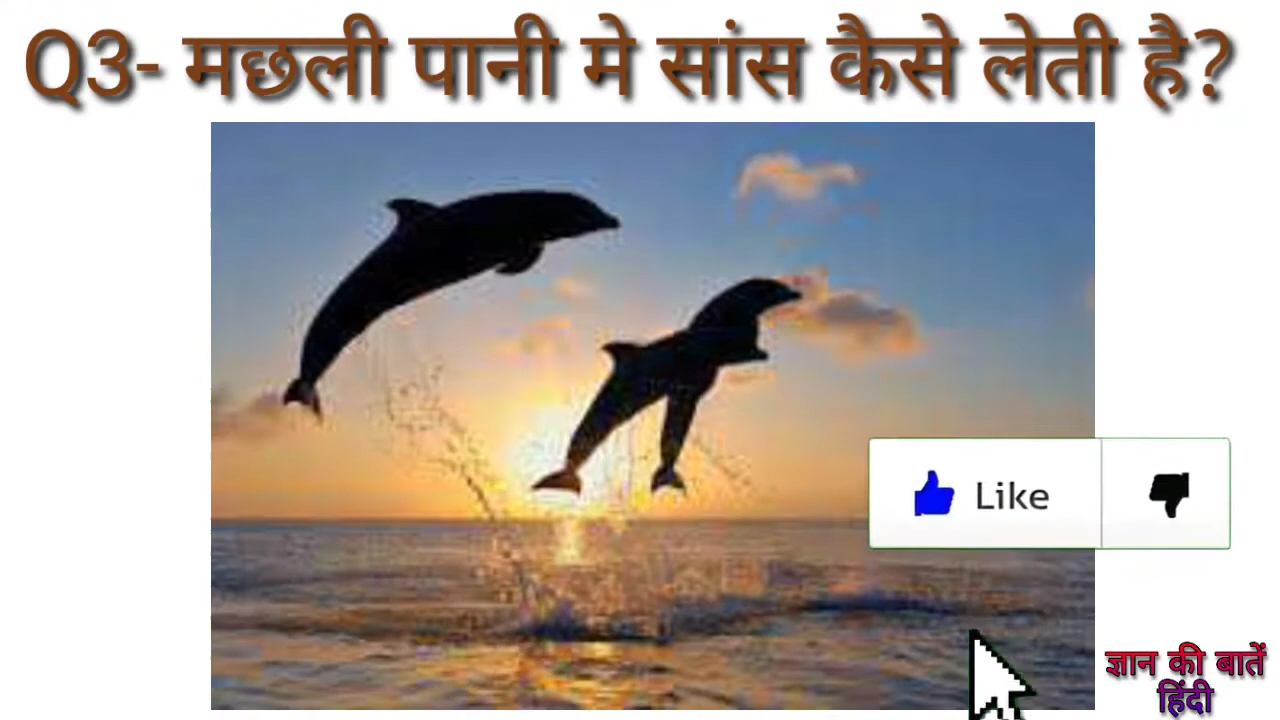 Q3- मछली पानी मे सांस कैसे लेती है?
Like
ज्ञान की बातें
हिंदी